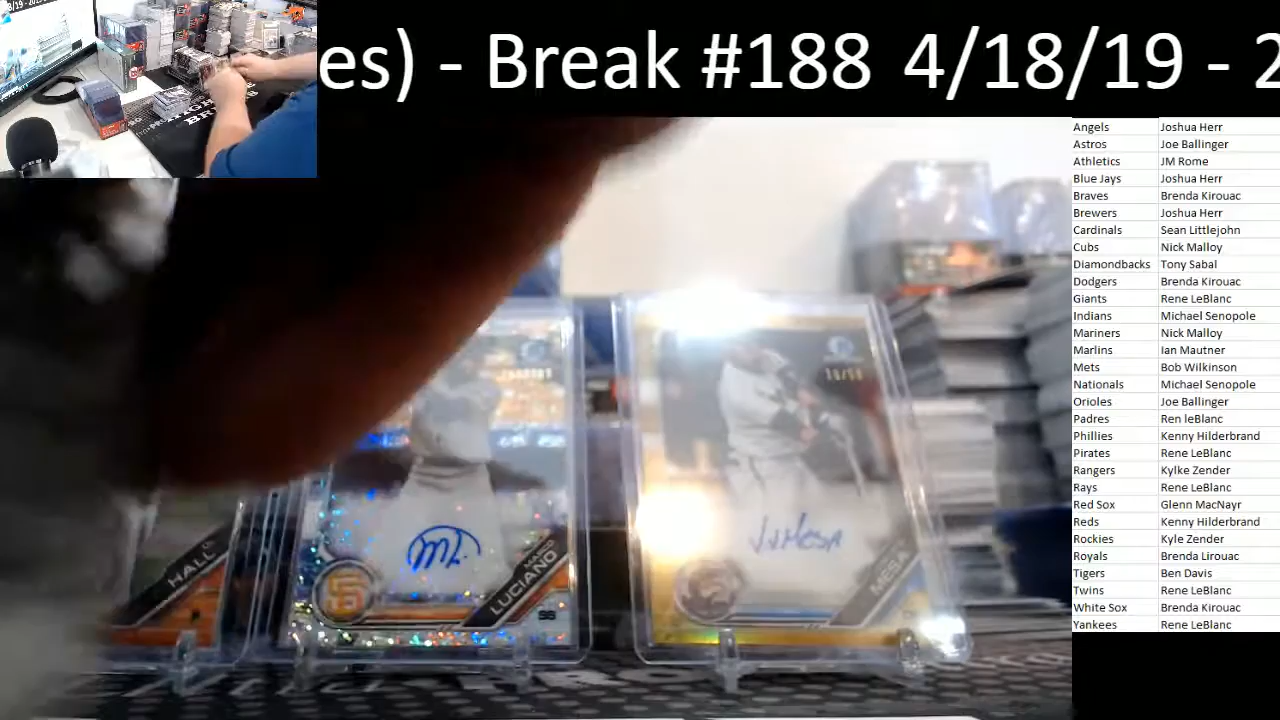 es) - Break #188 4/18/19 - 2
Angels Joshua Herr
Astros Joe Ballinger
Athletics JM Rome
Blue Jays Joshua Herr
Braves Brenda Kirouac
Brewers Joshua Herr
Cardinals Sean Littlejohn
Cubs Nick Malloy
Diamondbacks Tony Sabal
Dodgers Brenda Kirouac
Giants Rene LeBlanc
Indians Michael Senopole
Mariners Nick Malloy
Marlins Ian Mautner
Mets Bob Wilkinson
Nationals Michael Senopole
Orioles Joe Ballinger
Padres Ren leBlanc
Phillies Kenny Hilderbrand
Pirates Rene LeBlanc
Rangers Kylke Zender
Rays Rene LeBlanc
Red Sox Glenn MacNayr
Reds Kenny Hilderbrand
Rockies Kyle Zender
Royals Brenda Lirouac
Tigers Ben Davis
Twins Rene LeBlanc
White Sox Brenda Kirouac
Yankees Rene LeBlanc
HALL
SF
MARCO
LUCIANO
SS
VVMesa
MESA